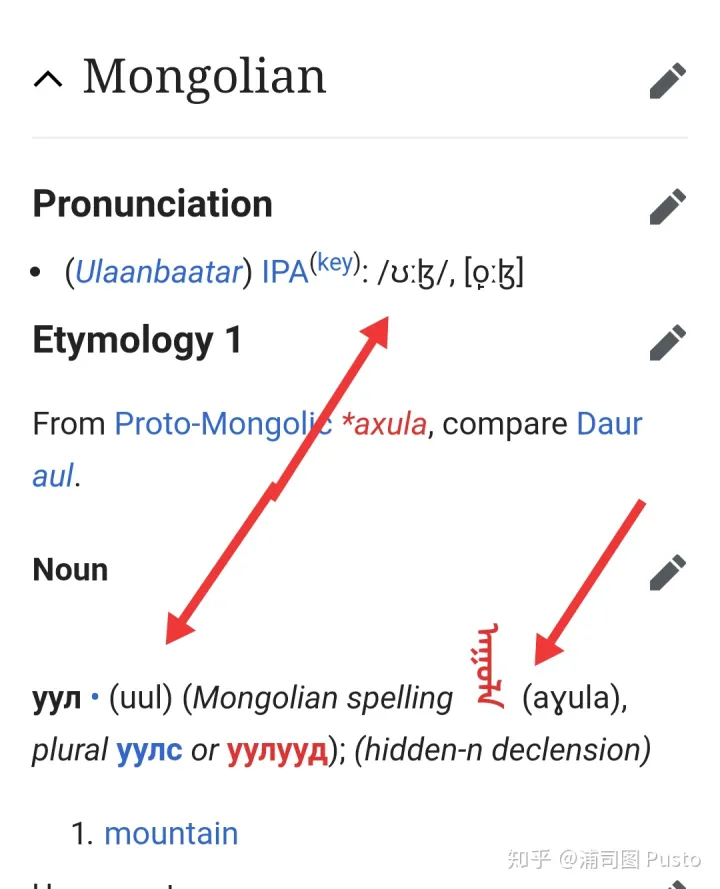 Mongolian
Pronunciation
• (Ulaanbaatar) IPA(key): /ʊːɮ/, [o̞ːɮ]
Etymology 1
From Proto-Mongolic *axula, compare Daur
aul.
Noun
уул • (uul) (Mongolian spelling ᠠᠭᠤᠯᠠ (aɣula),
plural уулс or уулууд); (hidden-n declension)
1. mountain
知乎 @浦司图 Pusto